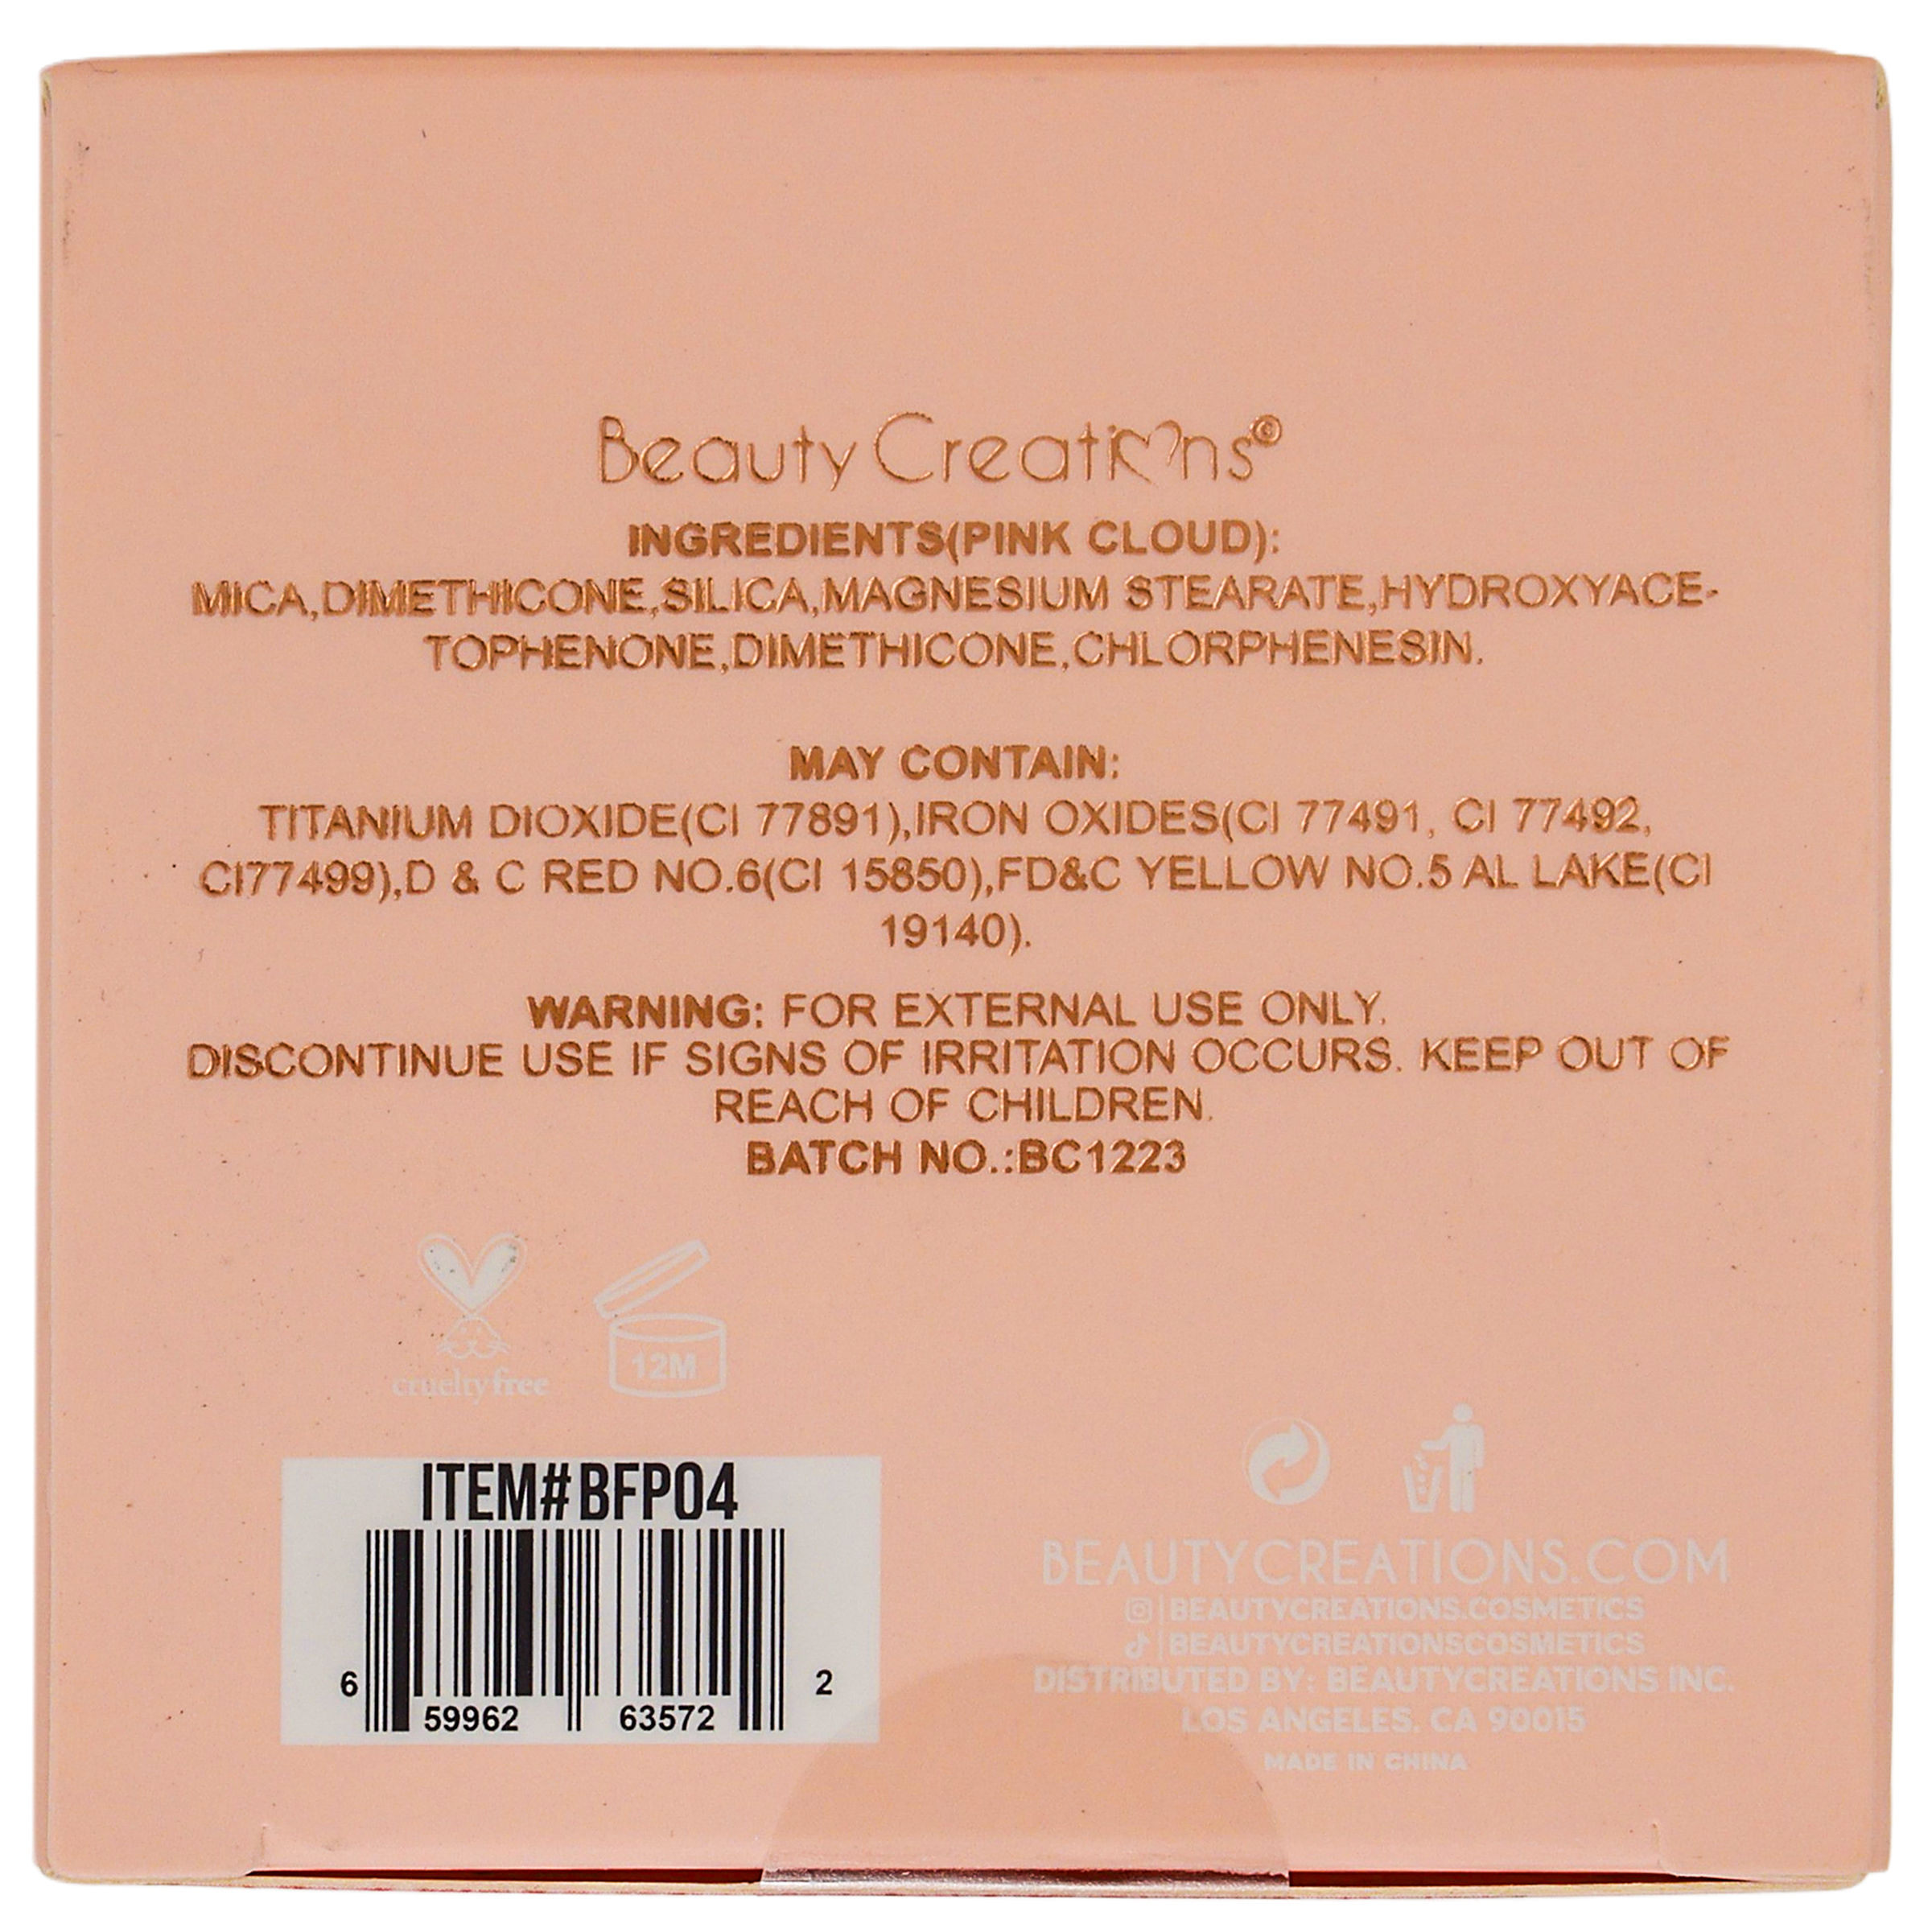 Beauty Creations©
INGREDIENTS(PINK CLOUD):
MICA,DIMETHICONE,SILICA,MAGNESIUM STEARATE,HYDROXYACE-
TOPHENONE,DIMETHICONE,CHLORPHENESIN.
MAY CONTAIN:
TITANIUM DIOXIDE(CI 77891),IRON OXIDES(CI 77491, CI 77492,
CI77499),D & C RED NO.6(CI 15850),FD&C YELLOW NO.5 AL LAKE(CI
19140).
WARNING: FOR EXTERNAL USE ONLY.
DISCONTINUE USE IF SIGNS OF IRRITATION OCCURS. KEEP OUT OF
REACH OF CHILDREN.
BATCH NO.:BC1223
cruelty free
12M
ITEM#BFP04
6 59962 63572 2
BEAUTYCREATIONS.COM
BEAUTYCREATIONS.COSMETICS
BEAUTYCREATIONSCOSMETICS
DISTRIBUTED BY: BEAUTYCREATIONS INC.
LOS ANGELES. CA 90015
MADE IN CHINA